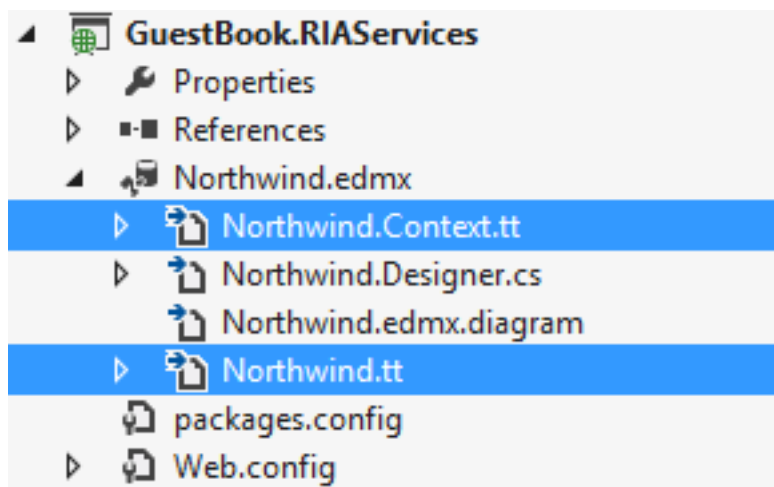 GuestBook.RIAServices
Properties
References
Northwind.edmx
Northwind.Context.tt
Northwind.Designer.cs
Northwind.edmx.diagram
Northwind.tt
packages.config
Web.config